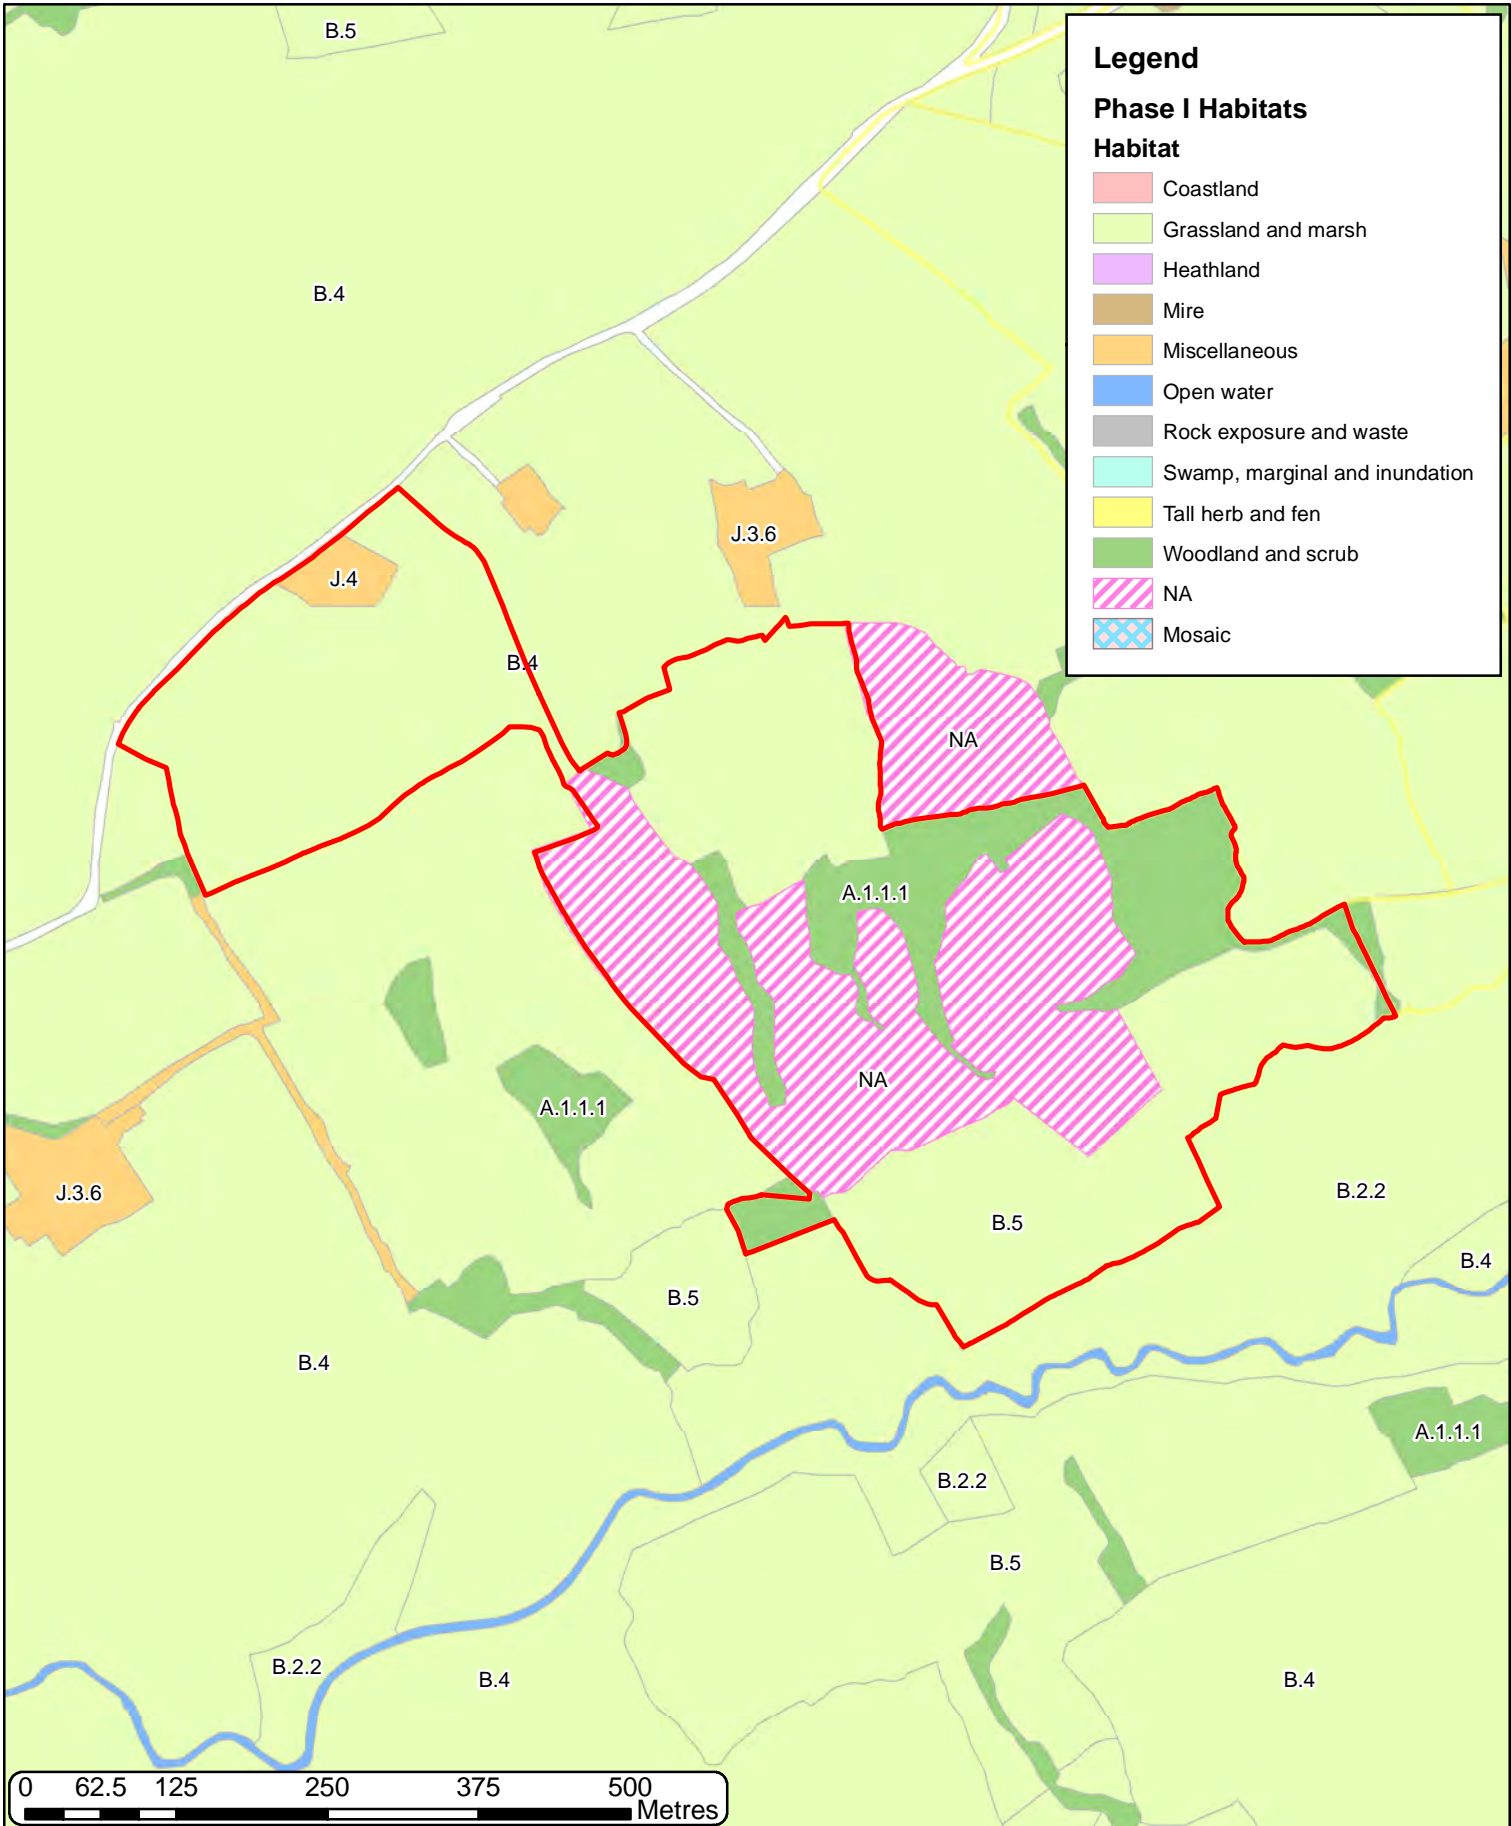 B.5
Legend
Phase I Habitats
Habitat
Coastland
Grassland and marsh
Heathland
Mire
Miscellaneous
Open water
Rock exposure and waste
Swamp, marginal and inundation
Tall herb and fen
Woodland and scrub
NA
Mosaic
B.4
J.3.6
J.4
B.4
NA
A.1.1.1
NA
A.1.1.1
J.3.6
B.2.2
B.5
B.4
B.5
B.4
A.1.1.1
B.2.2
B.5
B.2.2
B.4
B.4
0 62.5 125 250 375 500
Metres